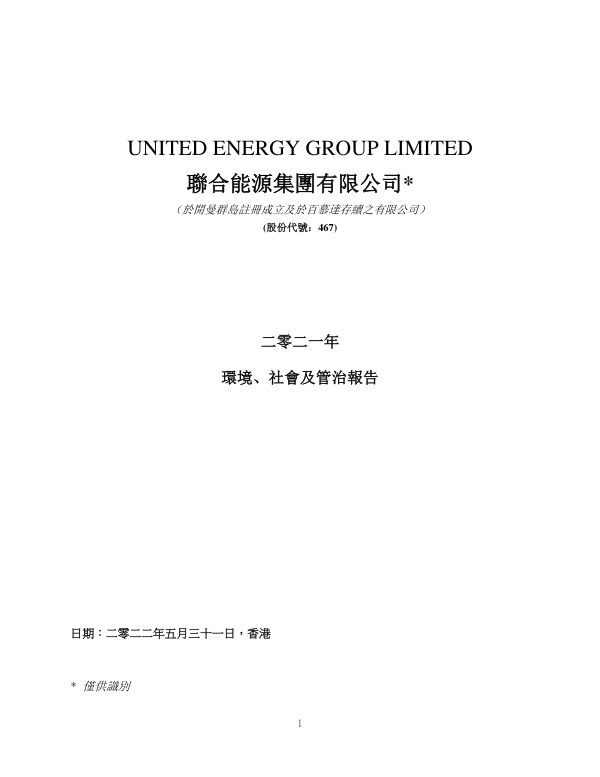 UNITED ENERGY GROUP LIMITED
聯合能源集團有限公司*
（於開曼群島註冊成立及於百慕達存續之有限公司）
(股份代號：467)
二零二一年
環境、社會及管治報告
日期：二零二二年五月三十一日，香港
* 僅供識別
1